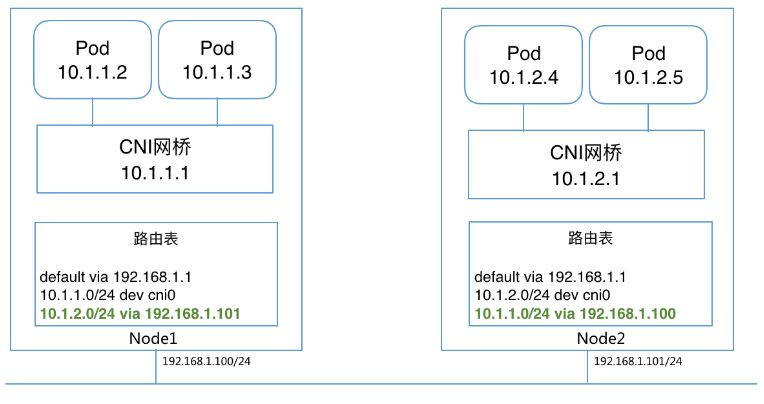 Pod
10.1.1.2
Pod
10.1.1.3
CNI网桥
10.1.1.1
路由表
default via 192.168.1.1
10.1.1.0/24 dev cni0
10.1.2.0/24 via 192.168.1.101
Node1
192.168.1.100/24
Pod
10.1.2.4
Pod
10.1.2.5
CNI网桥
10.1.2.1
路由表
default via 192.168.1.1
10.1.2.0/24 dev cni0
10.1.1.0/24 via 192.168.1.100
Node2
192.168.1.101/24